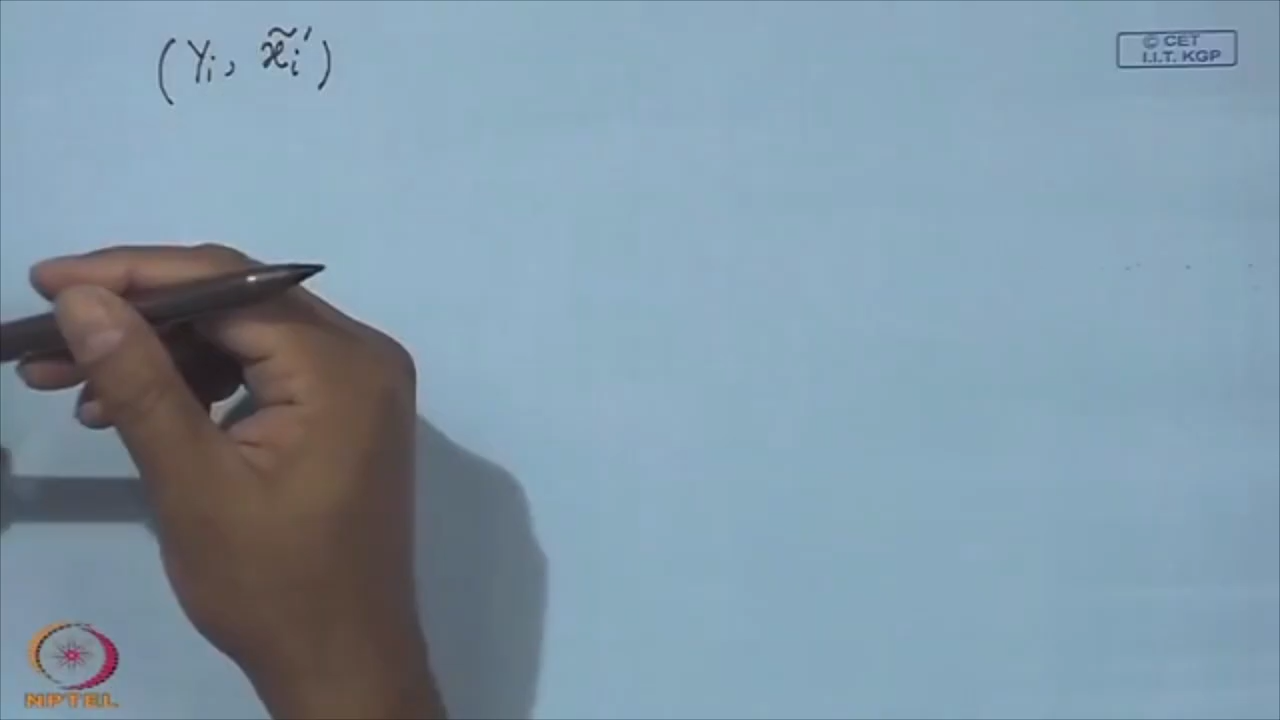 (Yᵢ, x̃ᵢ′)
© CET
I.I.T. KGP
NPTEL